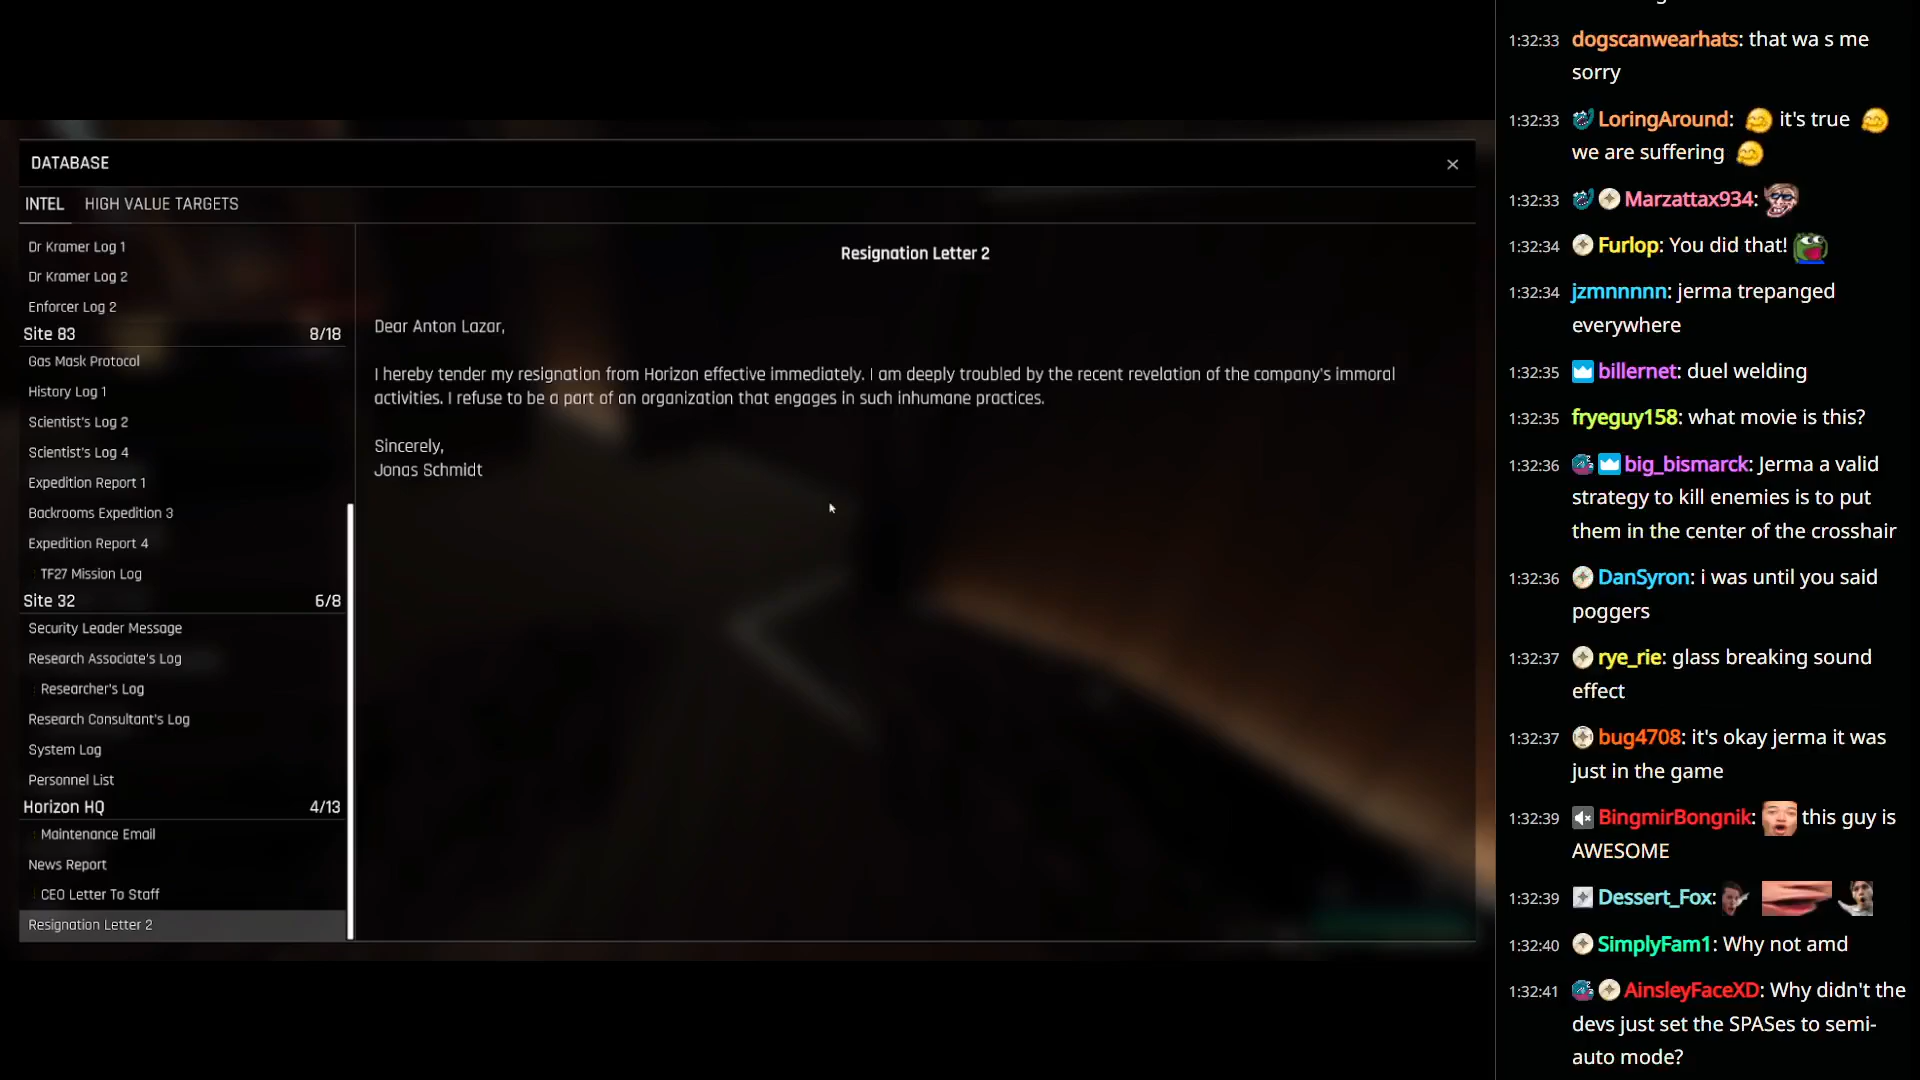 DATABASE
INTEL HIGH VALUE TARGETS
Dr Kramer Log 1
Dr Kramer Log 2
Enforcer Log 2
Site 83 8/18
Gas Mask Protocol
History Log 1
Scientist's Log 2
Scientist's Log 4
Expedition Report 1
Backrooms Expedition 3
Expedition Report 4
TF27 Mission Log
Site 32 6/8
Security Leader Message
Research Associate's Log
Researcher's Log
Research Consultant's Log
System Log
Personnel List
Horizon HQ 4/13
Maintenance Email
News Report
CEO Letter To Staff
Resignation Letter 2
Resignation Letter 2
Dear Anton Lazar,
I hereby tender my resignation from Horizon effective immediately. I am deeply troubled by the recent revelation of the company's immoral
activities. I refuse to be a part of an organization that engages in such inhumane practices.
Sincerely,
Jonas Schmidt
1:32:33 dogscanwearhats: that wa s me
sorry
1:32:33 LoringAround: it's true
we are suffering
1:32:33 Marzattax934:
1:32:34 Furlop: You did that!
1:32:34 jzmnnnnn: jerma trepanged
everywhere
1:32:35 billernet: duel welding
1:32:35 fryeguy158: what movie is this?
1:32:36 big_bismarck: Jerma a valid
strategy to kill enemies is to put
them in the center of the crosshair
1:32:36 DanSyron: i was until you said
poggers
1:32:37 rye_rie: glass breaking sound
effect
1:32:37 bug4708: it's okay jerma it was
just in the game
1:32:39 BingmirBongnik: this guy is
AWESOME
1:32:39 Dessert_Fox:
1:32:40 SimplyFam1: Why not amd
1:32:41 AinsleyFaceXD: Why didn't the
devs just set the SPASes to semi-
auto mode?